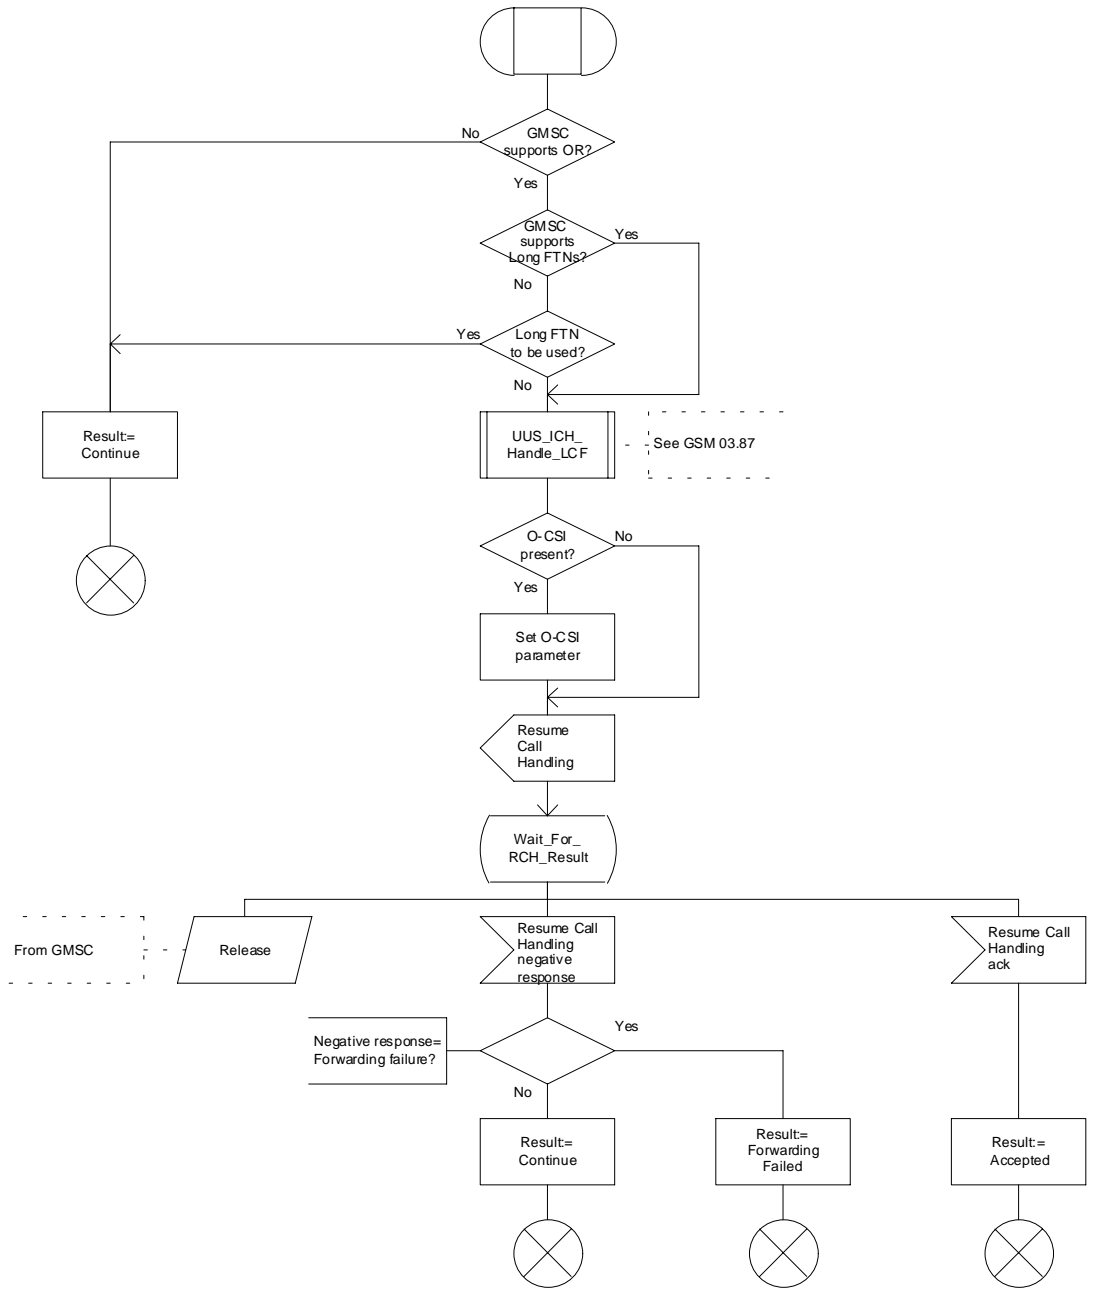 No
GMSC
supports OR?
Yes
GMSC
supports
Long FTNs?
Yes
No
Yes
Long FTN
to be used?
No
Result:=
Continue
UUS_ICH_
Handle_LCF
See GSM 03.87
O-CSI
present?
No
Yes
Set O-CSI
parameter
Resume
Call
Handling
Wait_For_
RCH_Result
From GMSC
Release
Resume Call
Handling
negative
response
Resume Call
Handling
ack
Negative response=
Forwarding failure?
Yes
No
Result:=
Continue
Result:=
Forwarding
Failed
Result:=
Accepted